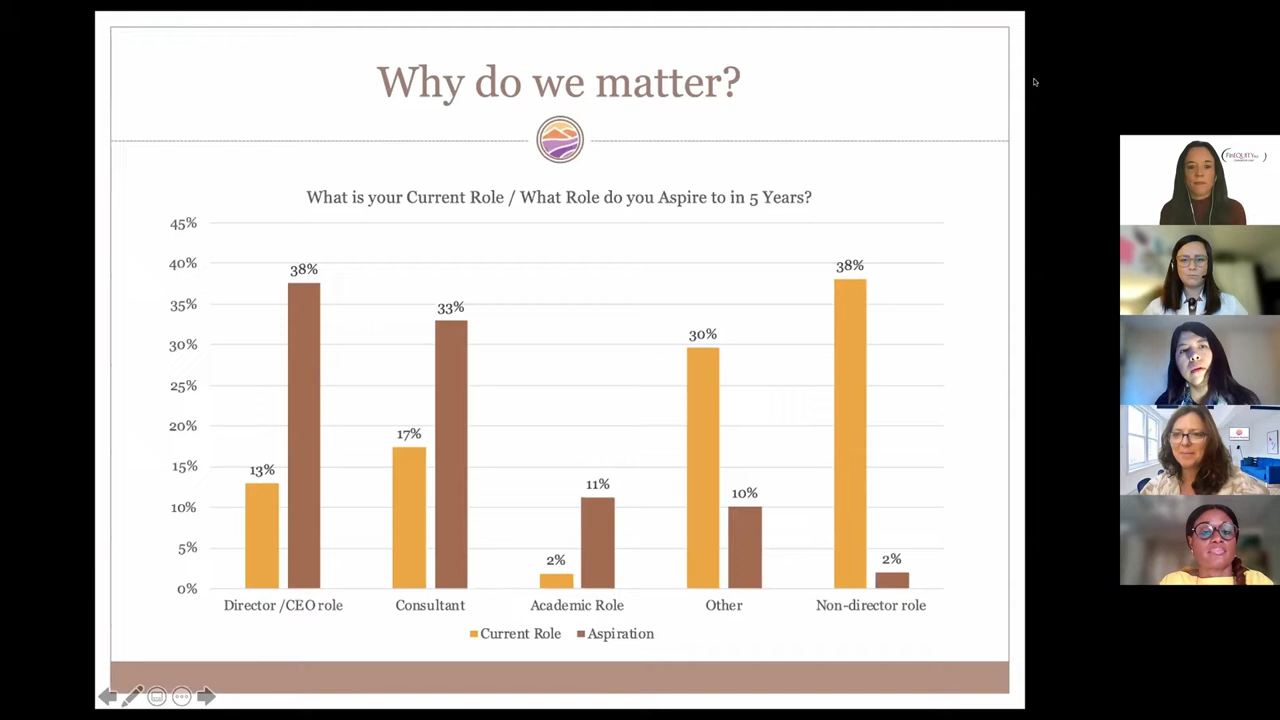 Why do we matter?
What is your Current Role / What Role do you Aspire to in 5 Years?
45%
40%
35%
30%
25%
20%
15%
10%
5%
0%
13%
38%
17%
33%
2%
11%
30%
10%
38%
2%
Director /CEO role
Consultant
Academic Role
Other
Non-director role
Current Role
Aspiration
FinEQUITY